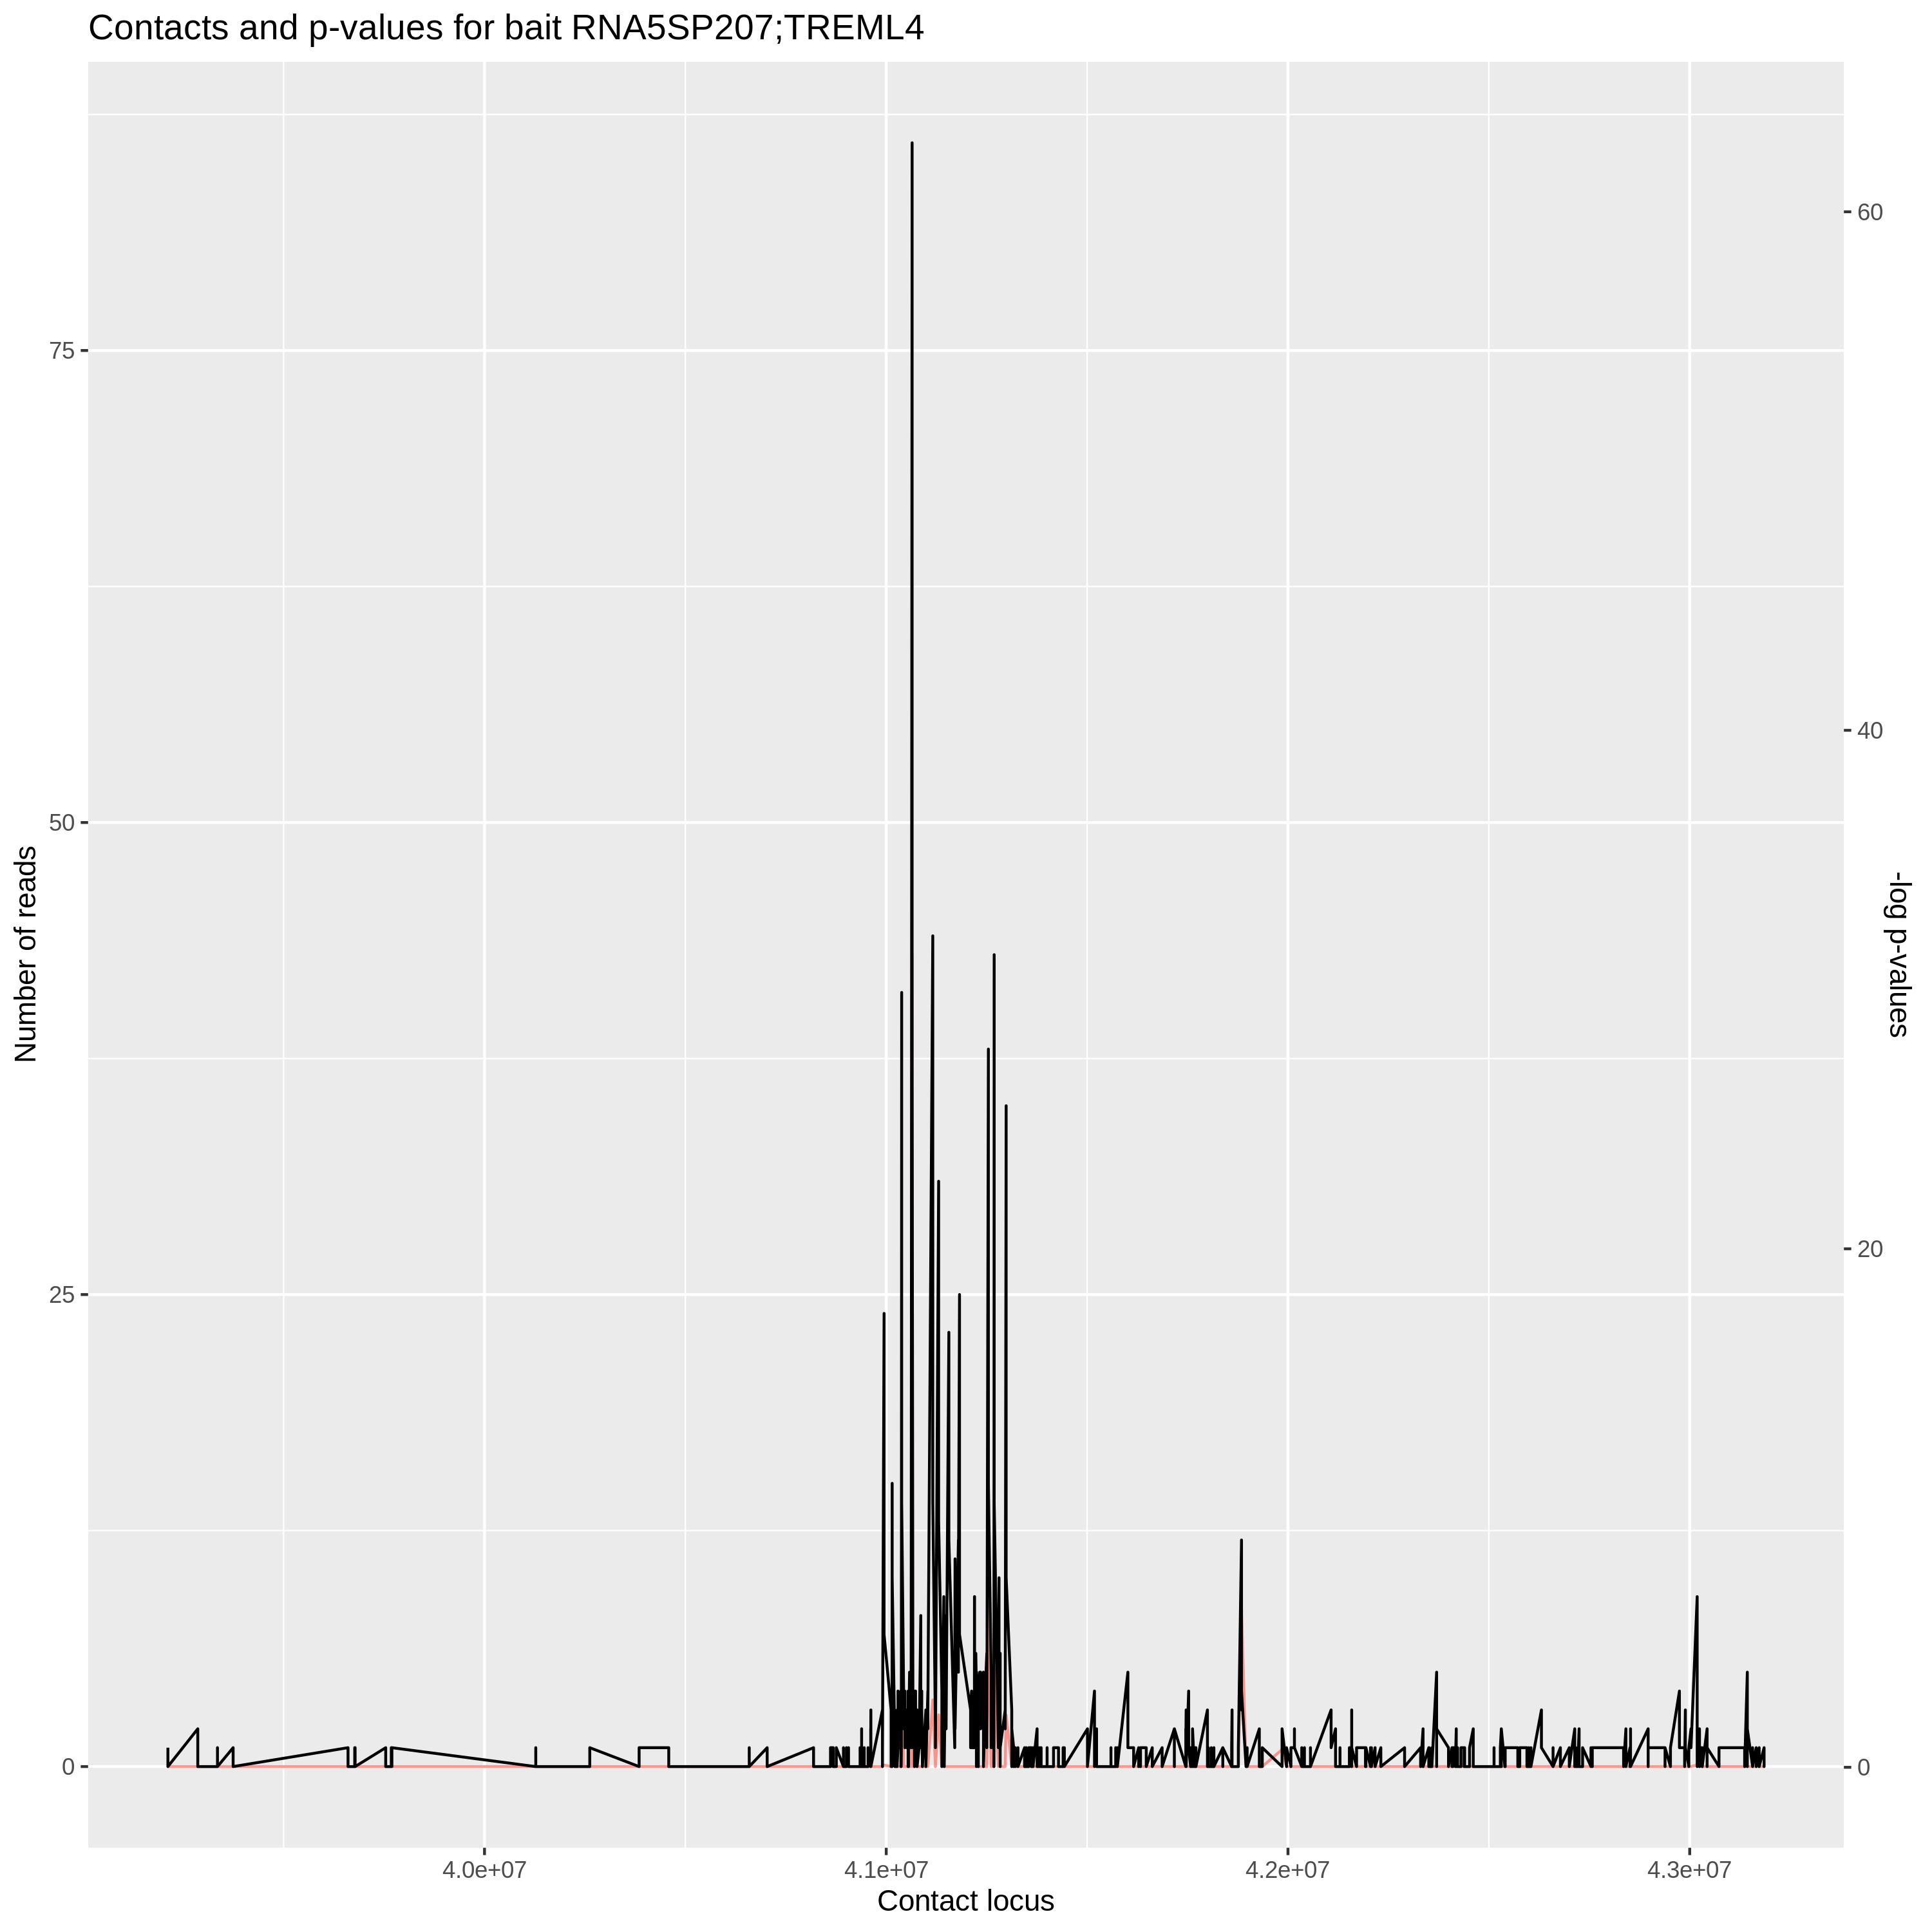 Contacts and p-values for bait RNA5SP207;TREML4
Number of reads
75
50
25
0
60
40
20
0
-log p-values
4.0e+07 4.1e+07 4.2e+07 4.3e+07
Contact locus